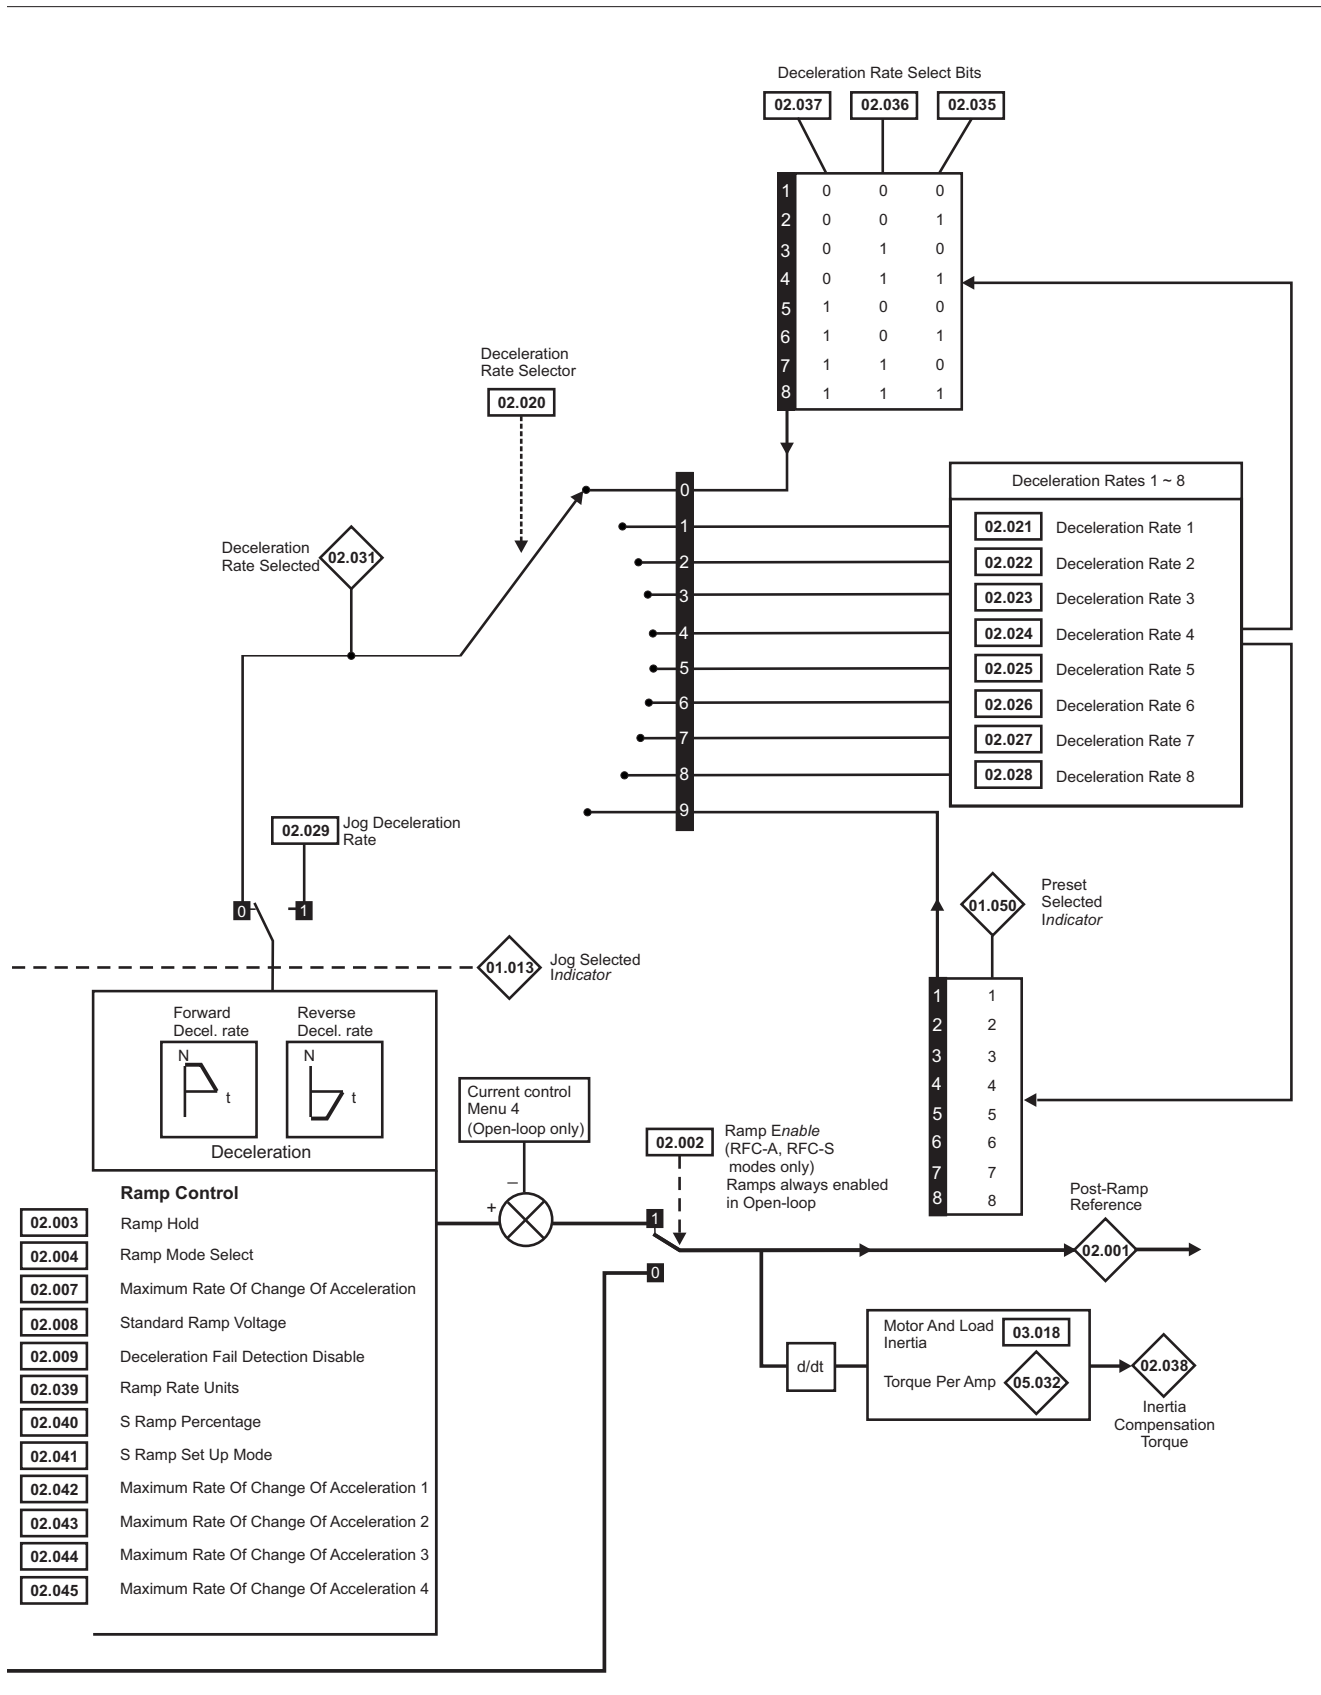 Deceleration Rate Select Bits
02.037 02.036 02.035
1 0 0 0
2 0 0 1
3 0 1 0
4 0 1 1
5 1 0 0
6 1 0 1
7 1 1 0
8 1 1 1
Deceleration
Rate Selector
02.020
0
1
2
3
4
5
6
7
8
9
Deceleration Rates 1 ~ 8
02.021 Deceleration Rate 1
02.022 Deceleration Rate 2
02.023 Deceleration Rate 3
02.024 Deceleration Rate 4
02.025 Deceleration Rate 5
02.026 Deceleration Rate 6
02.027 Deceleration Rate 7
02.028 Deceleration Rate 8
Deceleration
Rate Selected
02.031
02.029
Jog Deceleration
Rate
0 1
01.013
Jog Selected
Indicator
01.050
Preset
Selected
Indicator
1 1
2 2
3 3
4 4
5 5
6 6
7 7
8 8
Forward
Decel. rate
N
t
Reverse
Decel. rate
N
t
Deceleration
Current control
Menu 4
(Open-loop only)
–
+
02.002
Ramp Enable
(RFC-A, RFC-S
modes only)
Ramps always enabled
in Open-loop
1
0
Post-Ramp
Reference
02.001
d/dt
Motor And Load
Inertia
03.018
Torque Per Amp
05.032
02.038
Inertia
Compensation
Torque
Ramp Control
02.003 Ramp Hold
02.004 Ramp Mode Select
02.007 Maximum Rate Of Change Of Acceleration
02.008 Standard Ramp Voltage
02.009 Deceleration Fail Detection Disable
02.039 Ramp Rate Units
02.040 S Ramp Percentage
02.041 S Ramp Set Up Mode
02.042 Maximum Rate Of Change Of Acceleration 1
02.043 Maximum Rate Of Change Of Acceleration 2
02.044 Maximum Rate Of Change Of Acceleration 3
02.045 Maximum Rate Of Change Of Acceleration 4